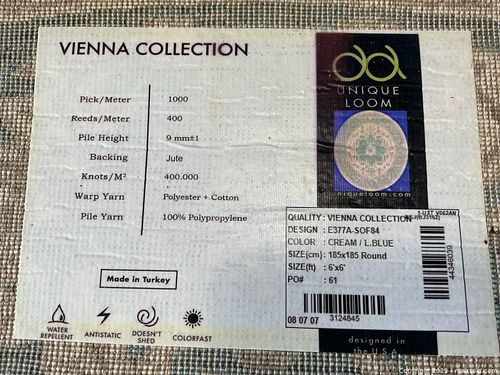 VIENNA COLLECTION
Pick/Meter 1000
Reeds/Meter 400
Pile Height 9 mm±1
Backing Jute
Knots/M² 400.000
Warp Yarn Polyester + Cotton
Pile Yarn 100% Polypropylene
Made in Turkey
WATER REPELLENT
ANTISTATIC
DOESN'T SHED
COLORFAST
UNIQUE
LOOM
uniqueloom.com
QUALITY : VIENNA COLLECTION
DESIGN : E377A-SOF84
COLOR : CREAM / L.BLUE
SIZE(cm) : 185x185 Round
SIZE(ft) : 6'x6'
PO# : 61
08 07 07 3124845
44346039
designed in
the U.S.A